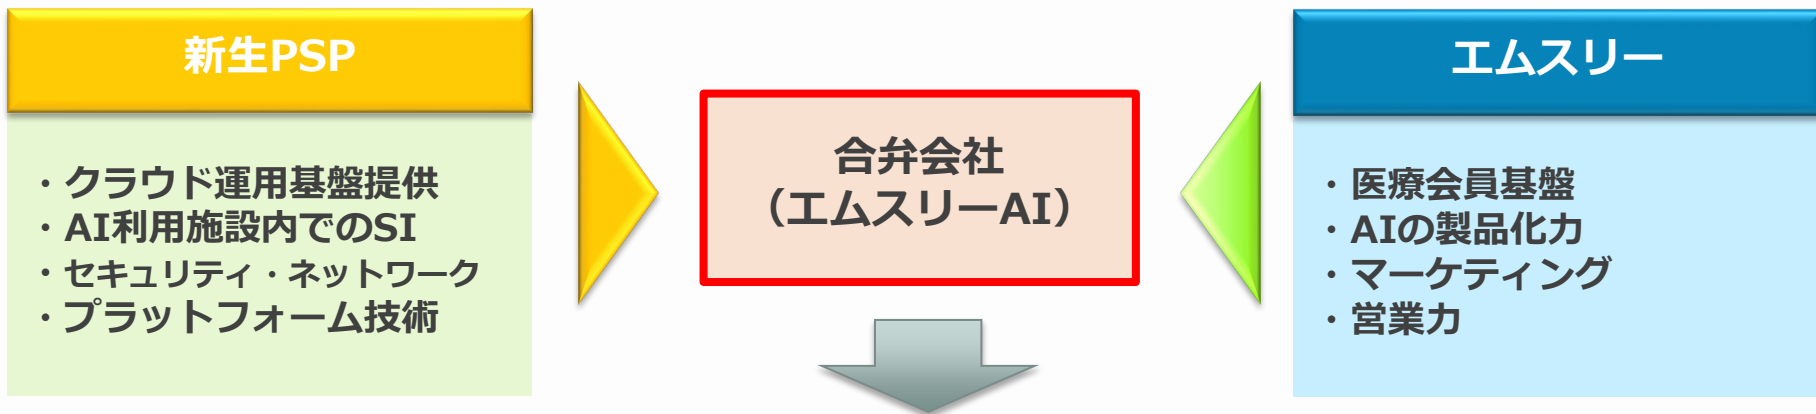 新生PSP
・クラウド運用基盤提供
・AI利用施設内でのSI
・セキュリティ・ネットワーク
・プラットフォーム技術
合弁会社
（エムスリーAI）
エムスリー
・医療会員基盤
・AIの製品化力
・マーケティング
・営業力